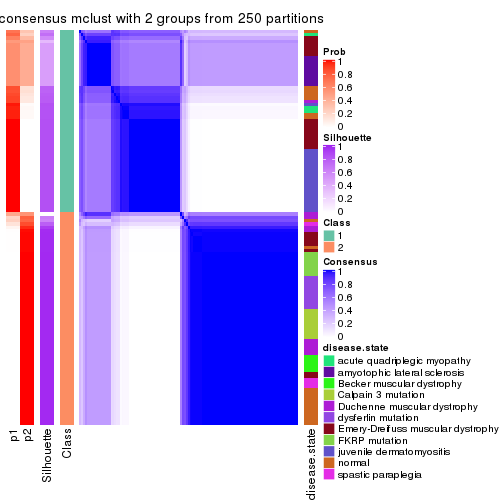 consensus mclust with 2 groups from 250 partitions
Prob
1
0.8
0.6
0.4
0.2
0
Silhouette
1
0.8
0.6
0.4
0.2
0
Class
1
2
Consensus
1
0.8
0.6
0.4
0.2
0
disease.state
acute quadriplegic myopathy
amyotophic lateral sclerosis
Becker muscular dystrophy
Calpain 3 mutation
Duchenne muscular dystrophy
dysferlin mutation
Emery-Dreifuss muscular dystrophy
FKRP mutation
juvenile dermatomyositis
normal
spastic paraplegia
p1
p2
Silhouette
Class
disease.state